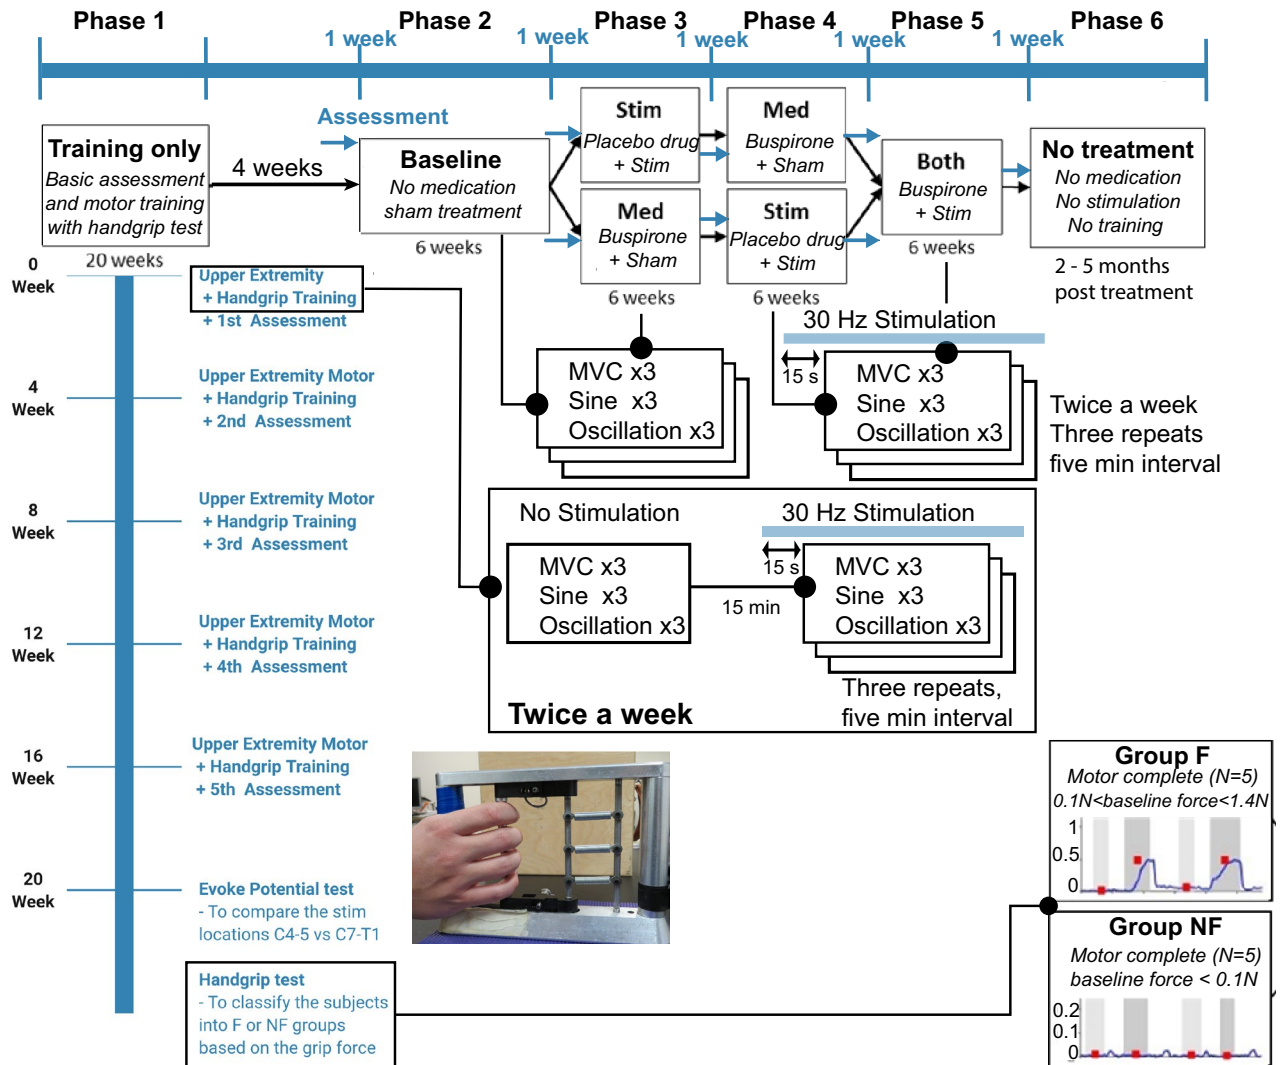 Phase 1
Phase 2
Phase 3
Phase 4
Phase 5
Phase 6
1 week
1 week
1 week
1 week
1 week
Assessment
Training only
Basic assessment
and motor training
with handgrip test
20 weeks
4 weeks
Baseline
No medication
sham treatment
6 weeks
Stim
Placebo drug
+ Stim
Med
Buspirone
+ Sham
6 weeks
Med
Buspirone
+ Sham
Stim
Placebo drug
+ Stim
6 weeks
Both
Buspirone
+ Stim
6 weeks
No treatment
No medication
No stimulation
No training
2 - 5 months
post treatment
0
Week
Upper Extremity
+ Handgrip Training
+ 1st Assessment
4
Week
Upper Extremity Motor
+ Handgrip Training
+ 2nd Assessment
8
Week
Upper Extremity Motor
+ Handgrip Training
+ 3rd Assessment
12
Week
Upper Extremity Motor
+ Handgrip Training
+ 4th Assessment
16
Week
Upper Extremity Motor
+ Handgrip Training
+ 5th Assessment
20
Week
Evoke Potential test
- To compare the stim
locations C4-5 vs C7-T1
Handgrip test
- To classify the subjects
into F or NF groups
based on the grip force
MVC x3
Sine x3
Oscillation x3
30 Hz Stimulation
15 s
MVC x3
Sine x3
Oscillation x3
Twice a week
Three repeats
five min interval
No Stimulation
MVC x3
Sine x3
Oscillation x3
15 min
30 Hz Stimulation
15 s
MVC x3
Sine x3
Oscillation x3
Three repeats,
five min interval
Twice a week
Group F
Motor complete (N=5)
0.1N<baseline force<1.4N
1
0.5
0
Group NF
Motor complete (N=5)
baseline force < 0.1N
0.2
0.1
0